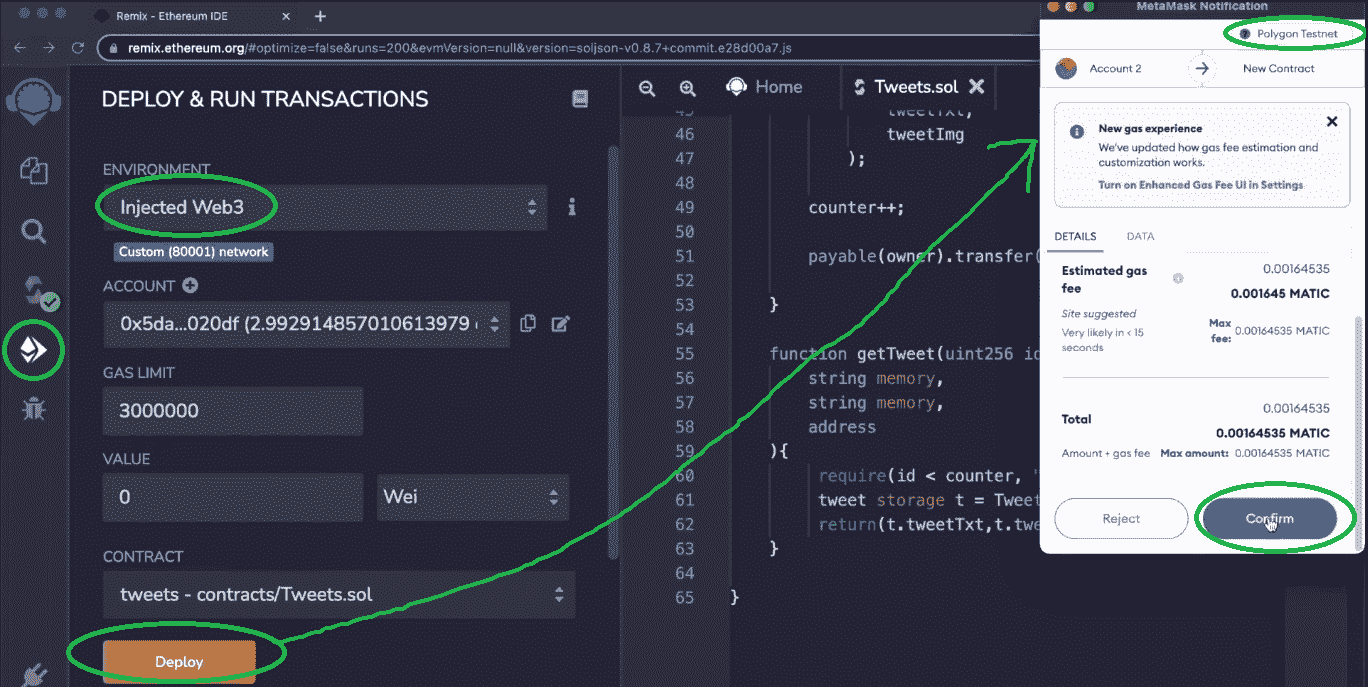 Remix - Ethereum IDE
remix.ethereum.org/#optimize=false&runs=200&evmVersion=null&version=soljson-v0.8.7+commit.e28d00a7.js
DEPLOY & RUN TRANSACTIONS
ENVIRONMENT
Injected Web3
Custom (80001) network
ACCOUNT
0x5da...020df (2.992914857010613979
GAS LIMIT
3000000
VALUE
0
Wei
CONTRACT
tweets - contracts/Tweets.sol
Deploy
Home
Tweets.sol
45 tweetTxt,
46 tweetImg
47 );
48
49 counter++;
50
51 payable(owner).transfer(
52
53 }
54
55 function getTweet(uint256 id
56 string memory,
57 string memory,
58 address
59 ){
60 require(id < counter, "
61 tweet storage t = Tweet
62 return(t.tweetTxt,t.twe
63 }
64
65 }
MetaMask Notification
Polygon Testnet
Account 2
New Contract
New gas experience
We've updated how gas fee estimation and
customization works.
Turn on Enhanced Gas Fee UI in Settings
DETAILS
DATA
Estimated gas
fee
0.00164535
0.001645 MATIC
Site suggested
Very likely in < 15
seconds
Max
fee:
0.00164535 MATIC
Total
0.00164535
0.00164535 MATIC
Amount + gas fee
Max amount: 0.00164535 MATIC
Reject
Confirm